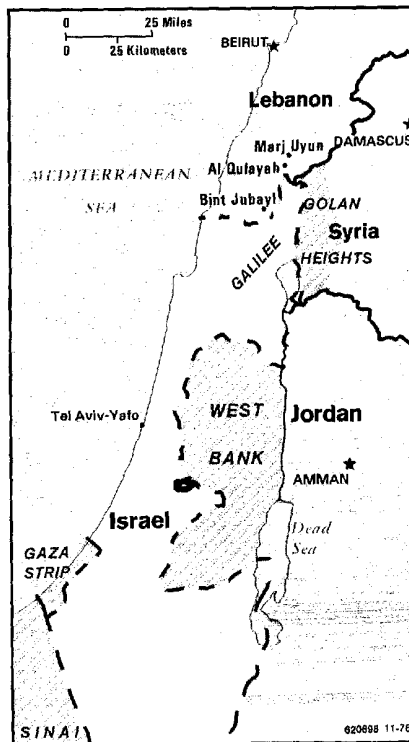 0 25 Miles
0 25 Kilometers
BEIRUT
Lebanon
Marj Uyun
DAMASCUS
Al Qulayah
MEDITERRANEAN
SEA
Bint Jubayl
GOLAN
Syria
GALILEE
HEIGHTS
Tel Aviv-Yafo
WEST
BANK
Jordan
AMMAN
Israel
Dead
Sea
GAZA
STRIP
SINAI
620898 11-76